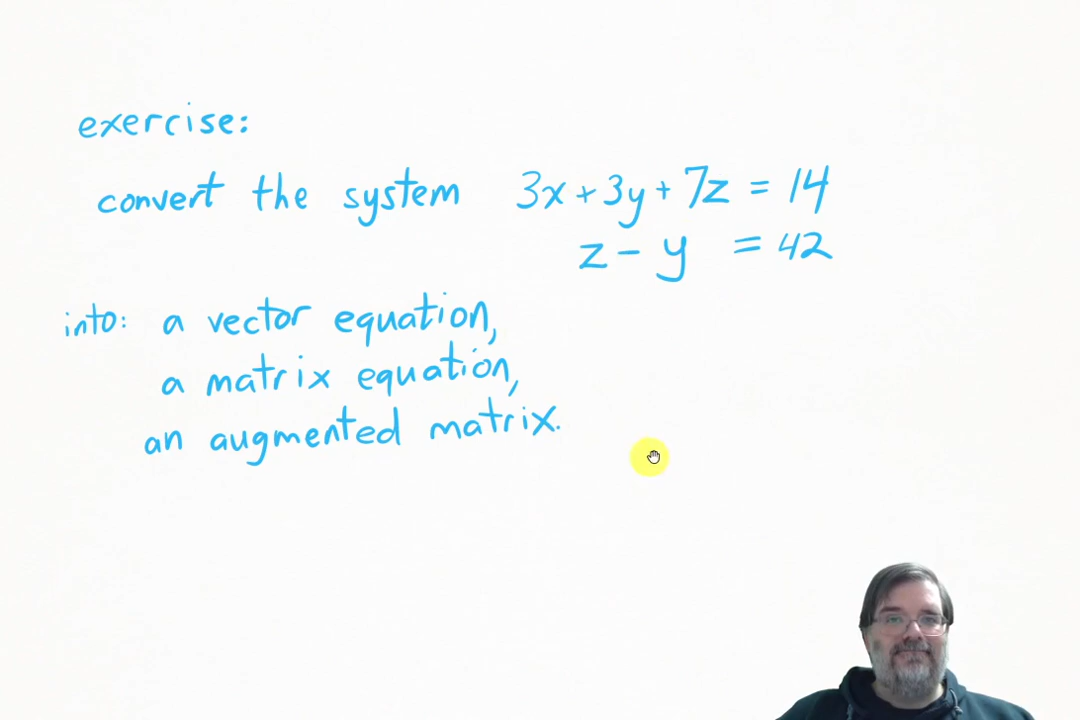 exercise:
convert the system 3x + 3y + 7z = 14
z - y = 42
into: a vector equation,
a matrix equation,
an augmented matrix.